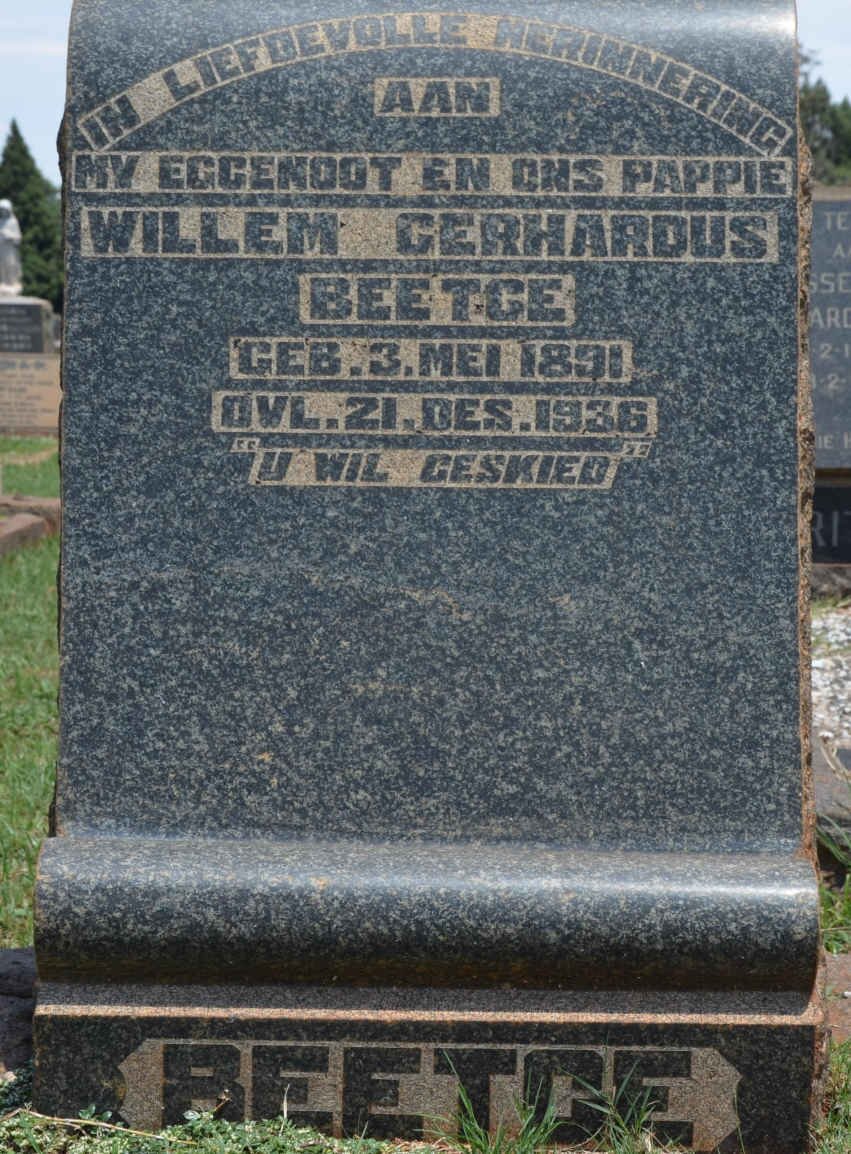 IN LIEFDEVOLLE HERINNERING
AAN
MY EGGENOOT EN ONS PAPPIE
WILLEM GERHARDUS
BEETGE
GEB. 3. MEI 1891
OVL. 21. DES. 1936
"U WIL GESKIED"
BEETGE